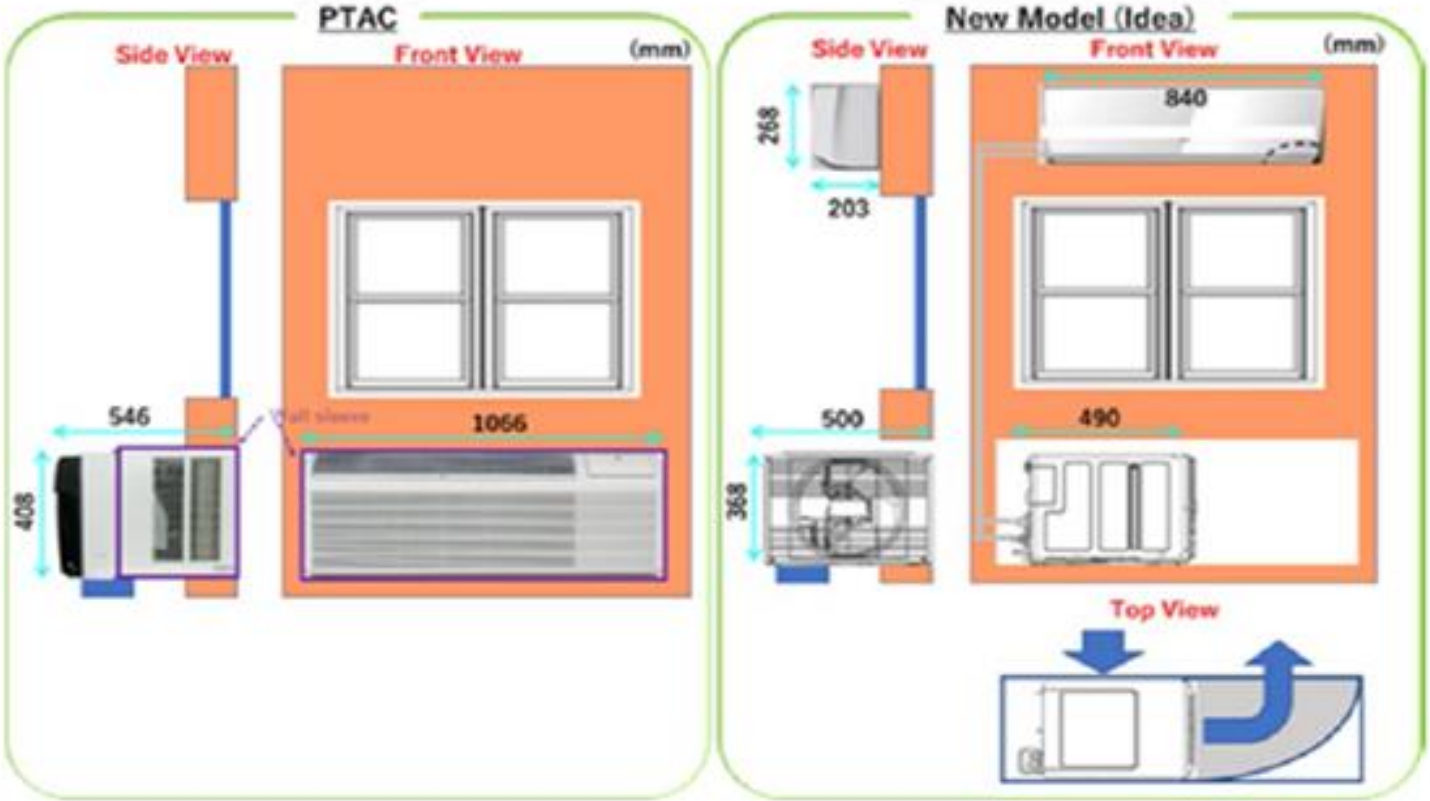 PTAC
Side View
Front View
(mm)
546
Wall sleeve
1066
408
New Model (Idea)
Side View
Front View
(mm)
840
268
203
500
490
368
Top View